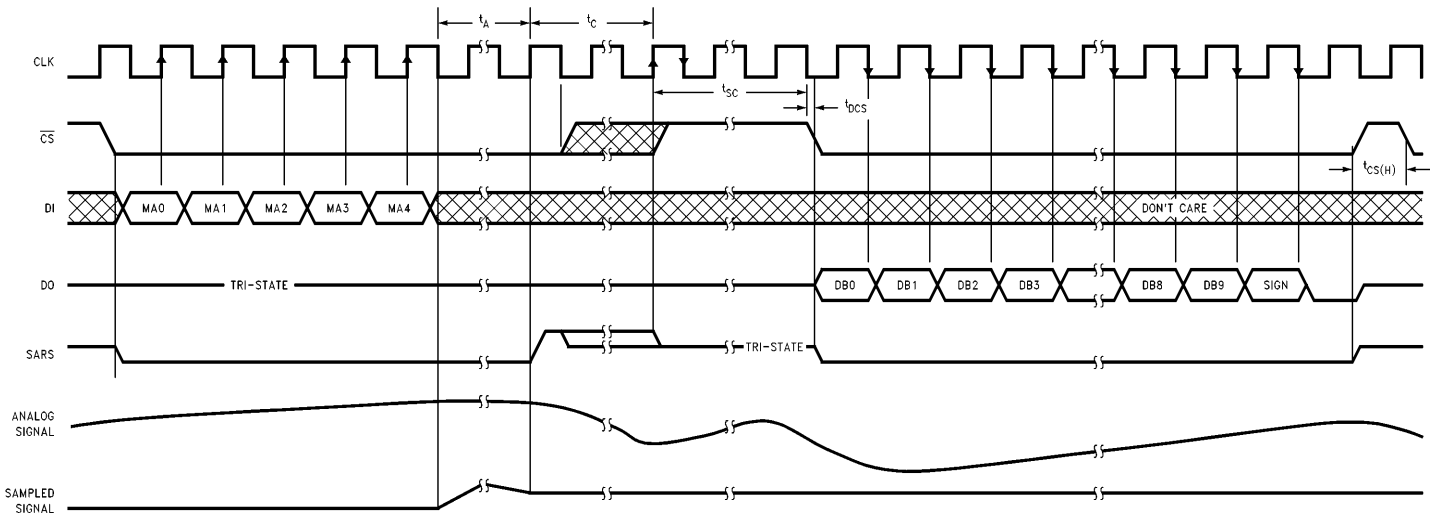 tA
tC
CLK
tSC
tDCS
CS
tCS(H)
DI
MA0
MA1
MA2
MA3
MA4
DON'T CARE
DO
TRI-STATE
DB0
DB1
DB2
DB3
DB8
DB9
SIGN
SARS
TRI-STATE
ANALOG
SIGNAL
SAMPLED
SIGNAL